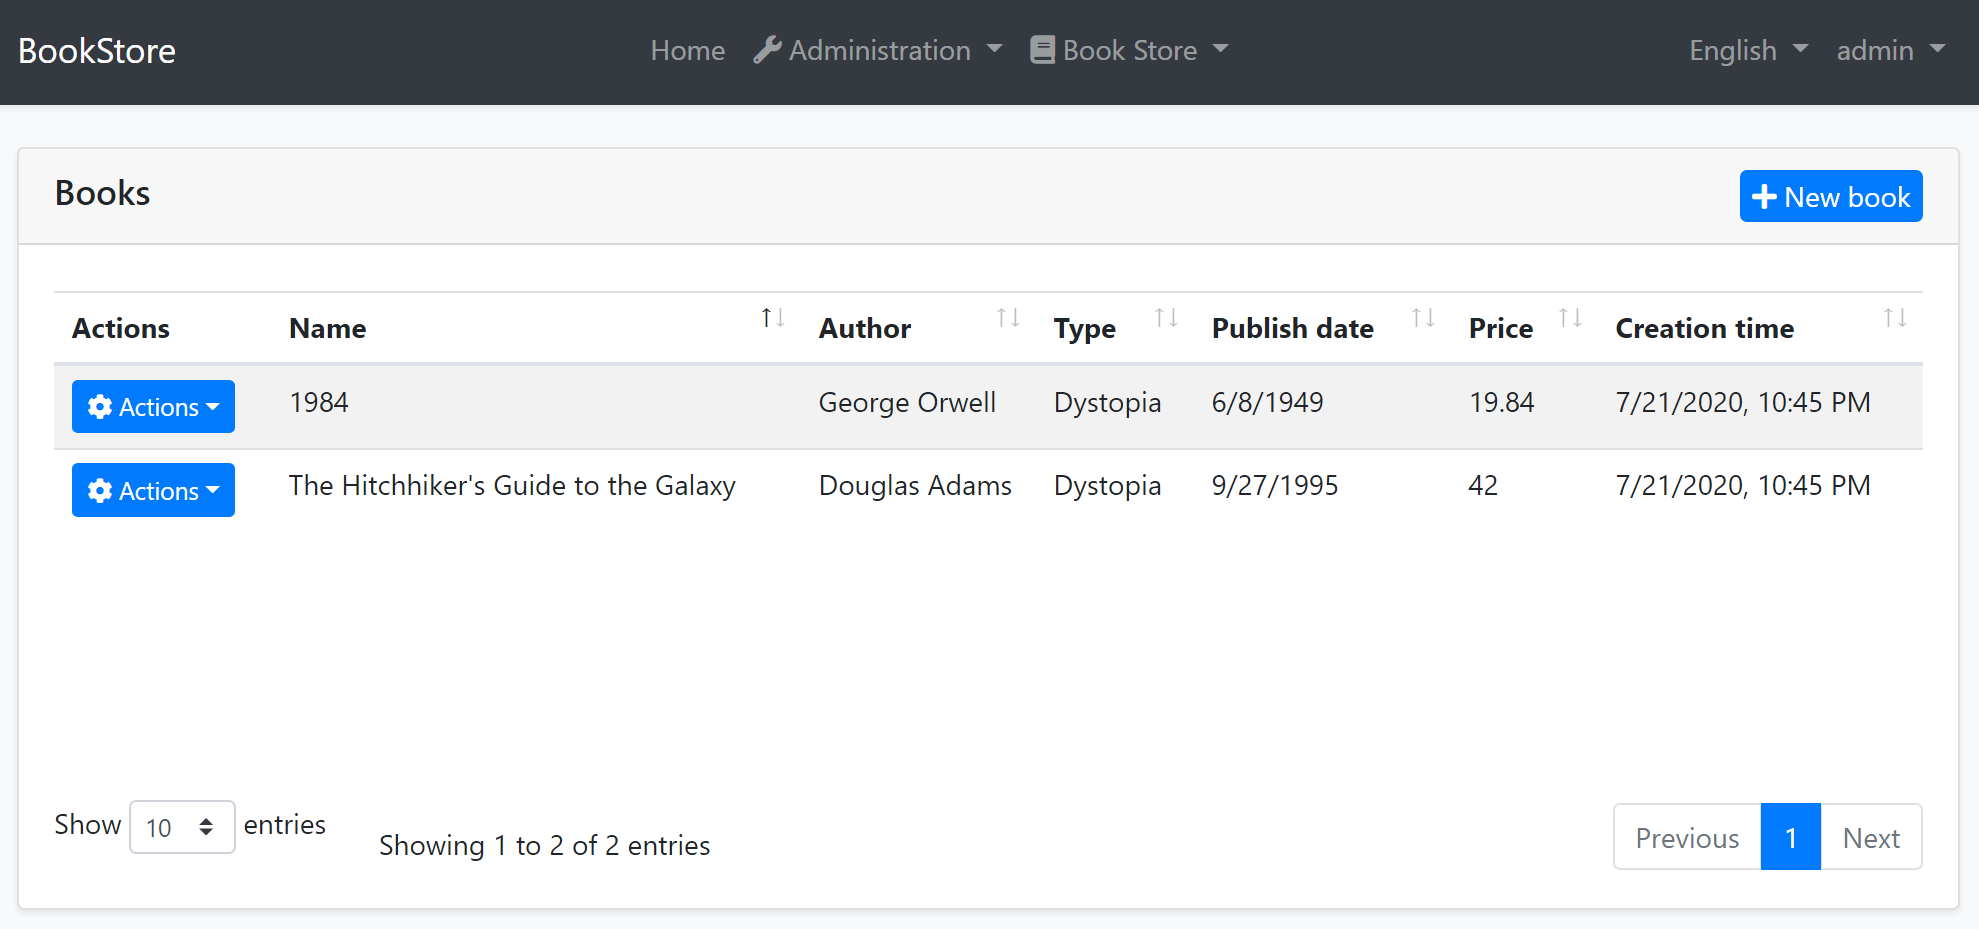 BookStore Home Administration Book Store English admin
Books New book
Actions Name Author Type Publish date Price Creation time
Actions 1984 George Orwell Dystopia 6/8/1949 19.84 7/21/2020, 10:45 PM
Actions The Hitchhiker's Guide to the Galaxy Douglas Adams Dystopia 9/27/1995 42 7/21/2020, 10:45 PM
Show 10 entries Showing 1 to 2 of 2 entries Previous 1 Next